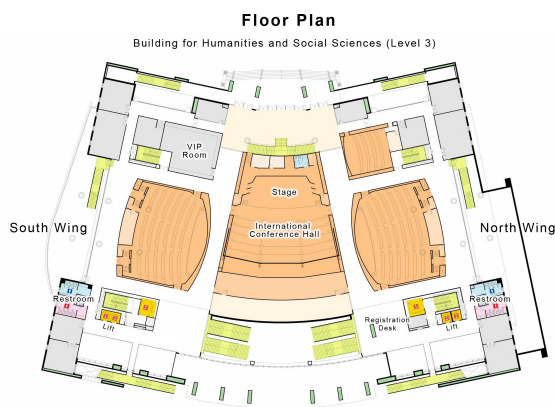 Floor Plan
Building for Humanities and Social Sciences (Level 3)
VIP
Room
Stage
International
Conference Hall
South Wing
North Wing
Restroom
Restroom
Registration
Desk
Lift
Lift